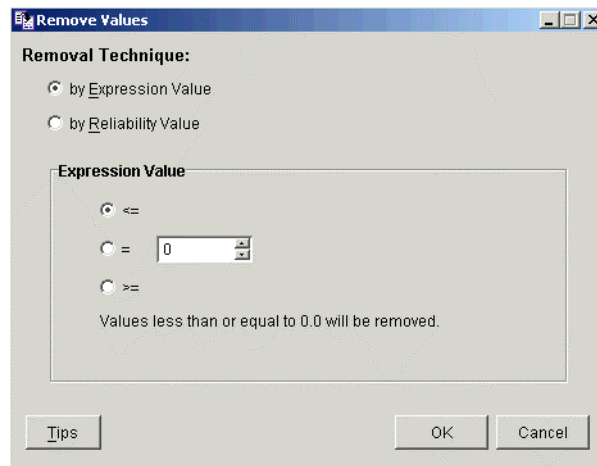 Remove Values
Removal Technique:
by Expression Value
by Reliability Value
Expression Value
<=
= 0
>=
Values less than or equal to 0.0 will be removed.
Tips OK Cancel